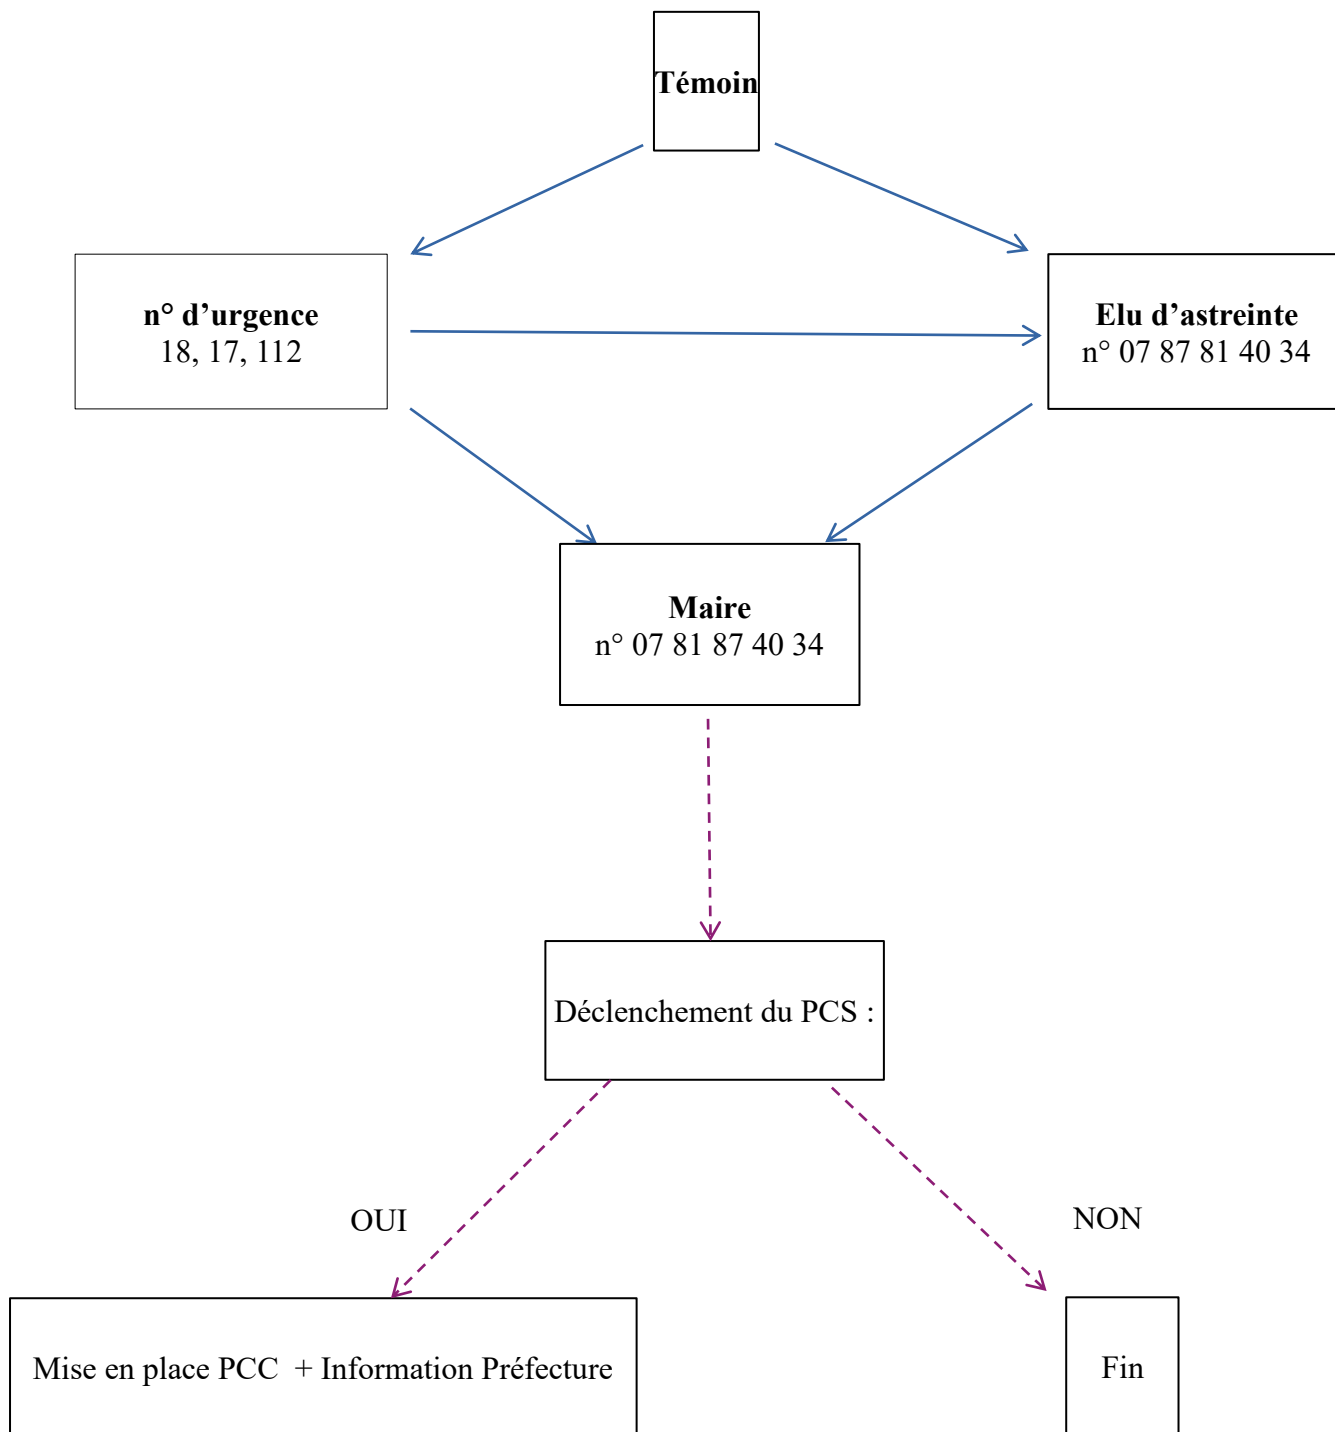 Témoin
n° d’urgence
18, 17, 112
Elu d’astreinte
n° 07 87 81 40 34
Maire
n° 07 81 87 40 34
Déclenchement du PCS :
OUI
NON
Mise en place PCC  + Information Préfecture
Fin